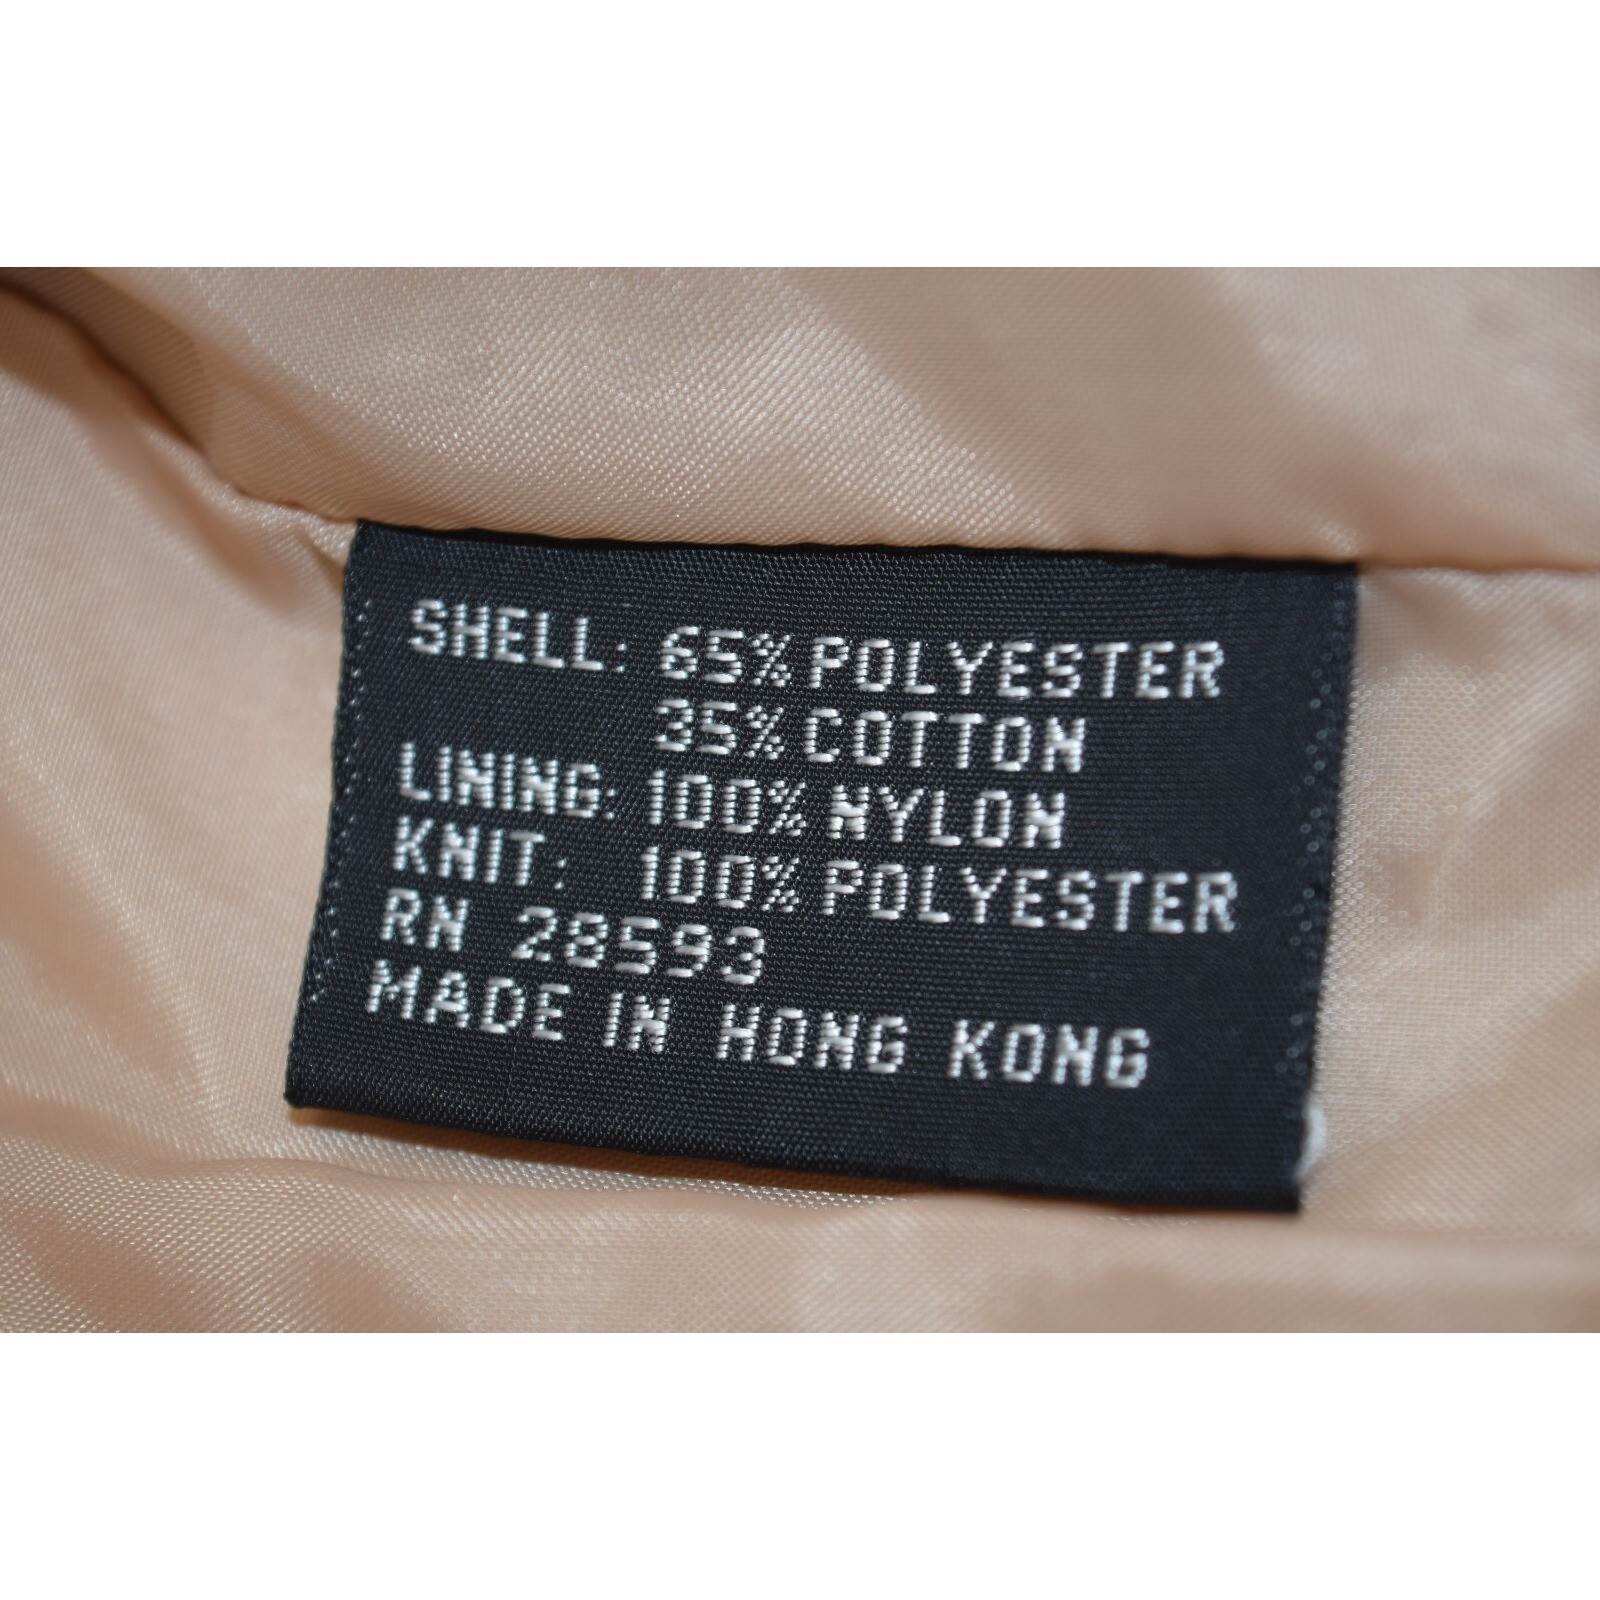 SHELL: 65% POLYESTER
35% COTTON
LINING: 100% NYLON
KNIT: 100% POLYESTER
RN 28593
MADE IN HONG KONG